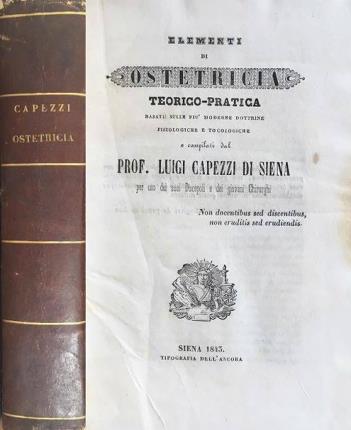 CAPEZZI
OSTETRICIA
ELEMENTI
DI
OSTETRICIA
TEORICO-PRATICA
BASATI SULLE PIU' MODERNE DOTTRINE
FISIOLOGICHE E TOCOLOGICHE
e compilati dal
PROF. LUIGI CAPEZZI DI SIENA
per uso dei suoi Discepoli e dei giovani Chirurghi
Non docentibus sed discentibus,
non eruditis sed erudiendis.
SIENA 1843.
TIPOGRAFIA DELL'ANCORA